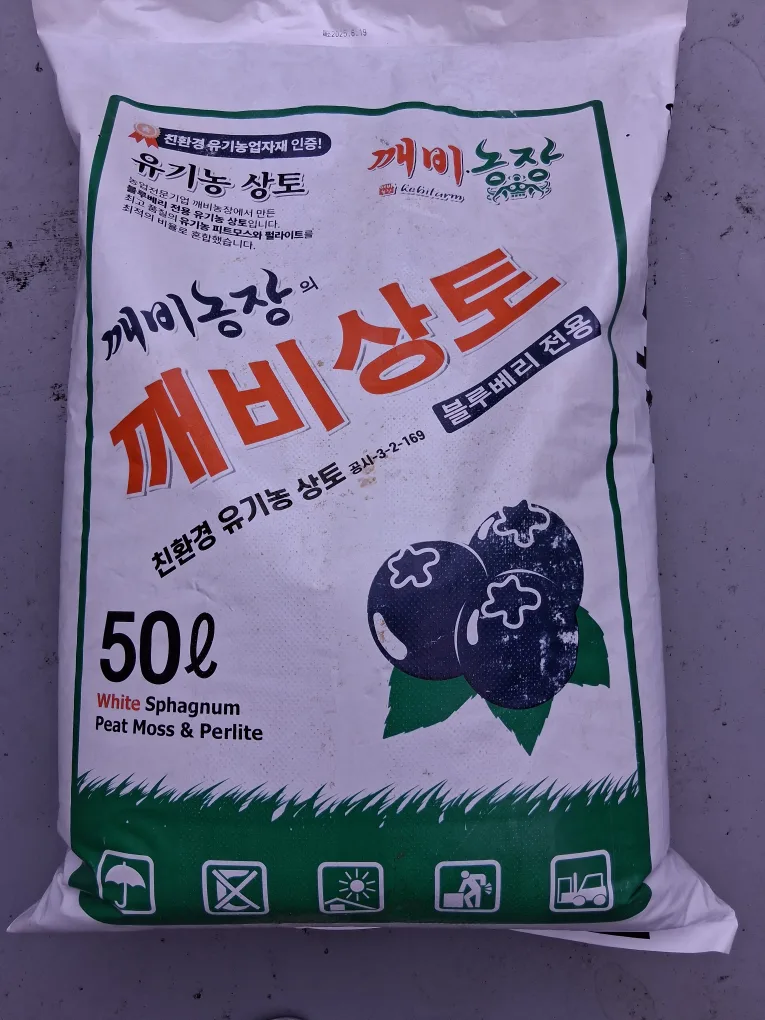 2025.6.19
친환경 유기농업자재 인증!
유기농 상토
농업전문기업 깨비농장에서 만든
블루베리 전용 유기농 상토입니다.
최고 품질의 유기농 피트모스와 펄라이트를
최적의 비율로 혼합했습니다.
깨비농장
kebifarm
깨비농장의
깨비상토
블루베리 전용
친환경 유기농 상토 공시-3-2-169
50ℓ
White Sphagnum
Peat Moss & Perlite